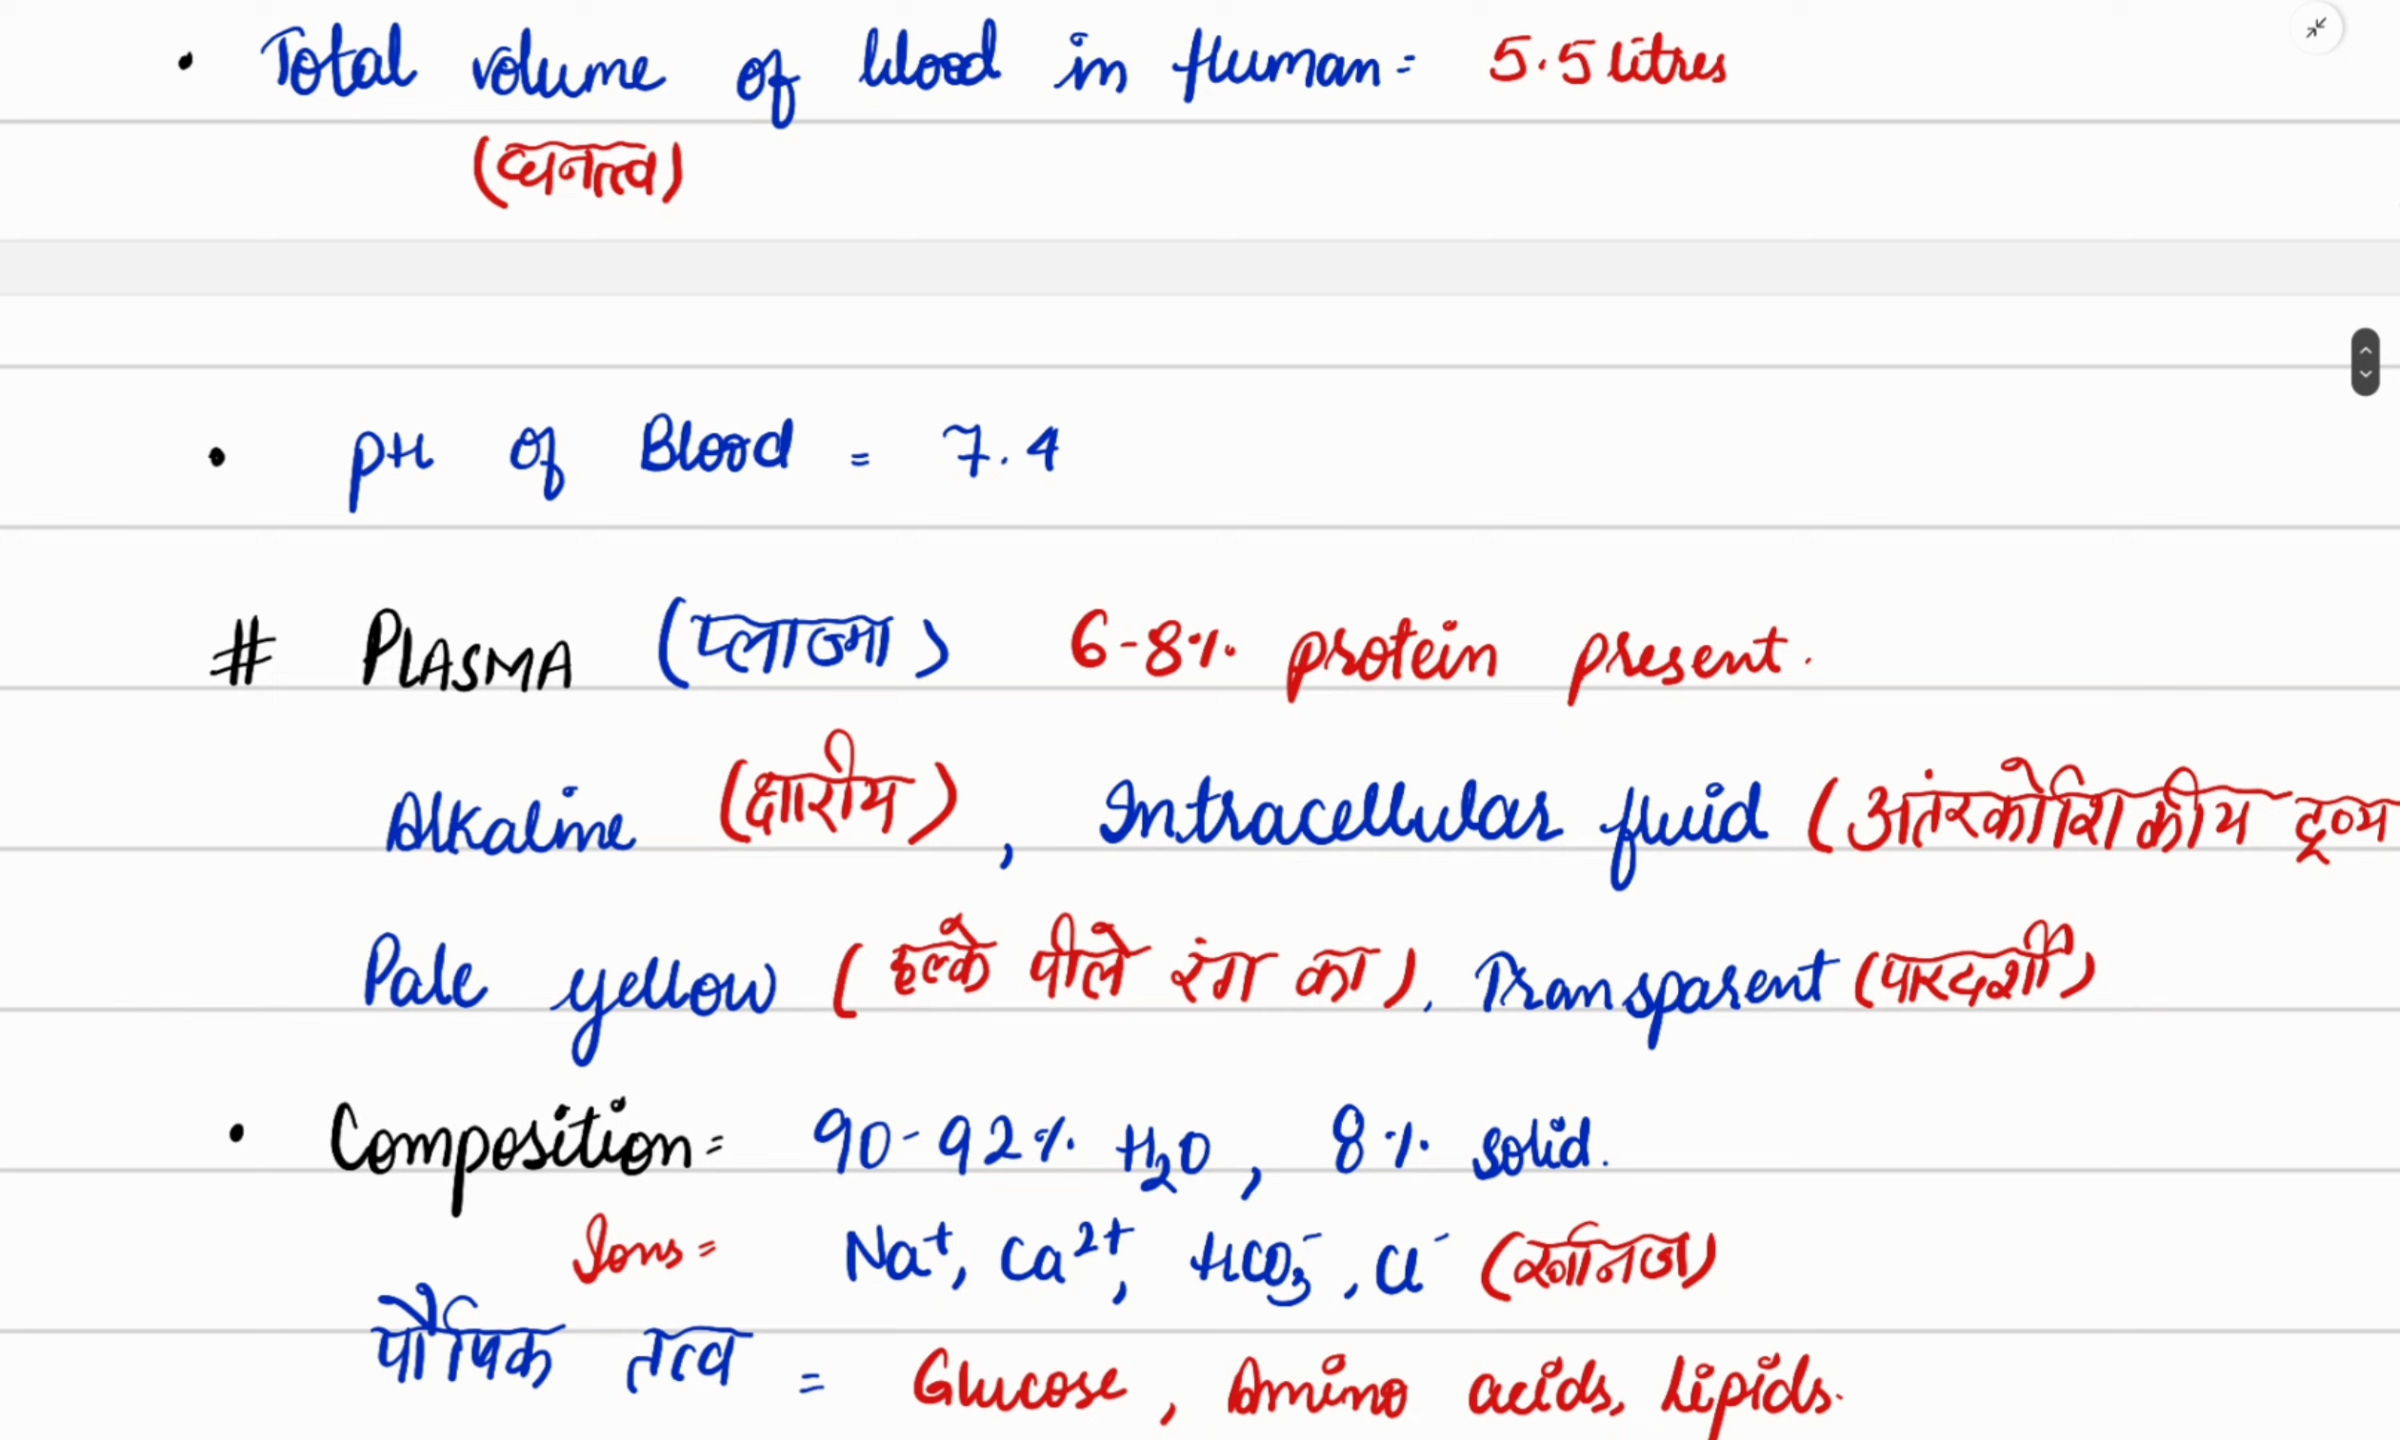 • Total volume of blood in Human = 5.5 litres
(घनत्व)
• pH of Blood = 7.4
# PLASMA (प्लाज्मा) 6-8% protein present.
Alkaline (क्षारीय), Intracellular fluid (अंतरकोशिकीय द्रव्य
Pale yellow (हल्के पीले रंग का), Transparent (पारदर्शी)
• Composition = 90-92% H₂O, 8% solid.
Ions = Na⁺, Ca²⁺, HCO₃⁻, Cl⁻ (खनिज)
पौषिक तत्व = Glucose, Amino acids, Lipids.